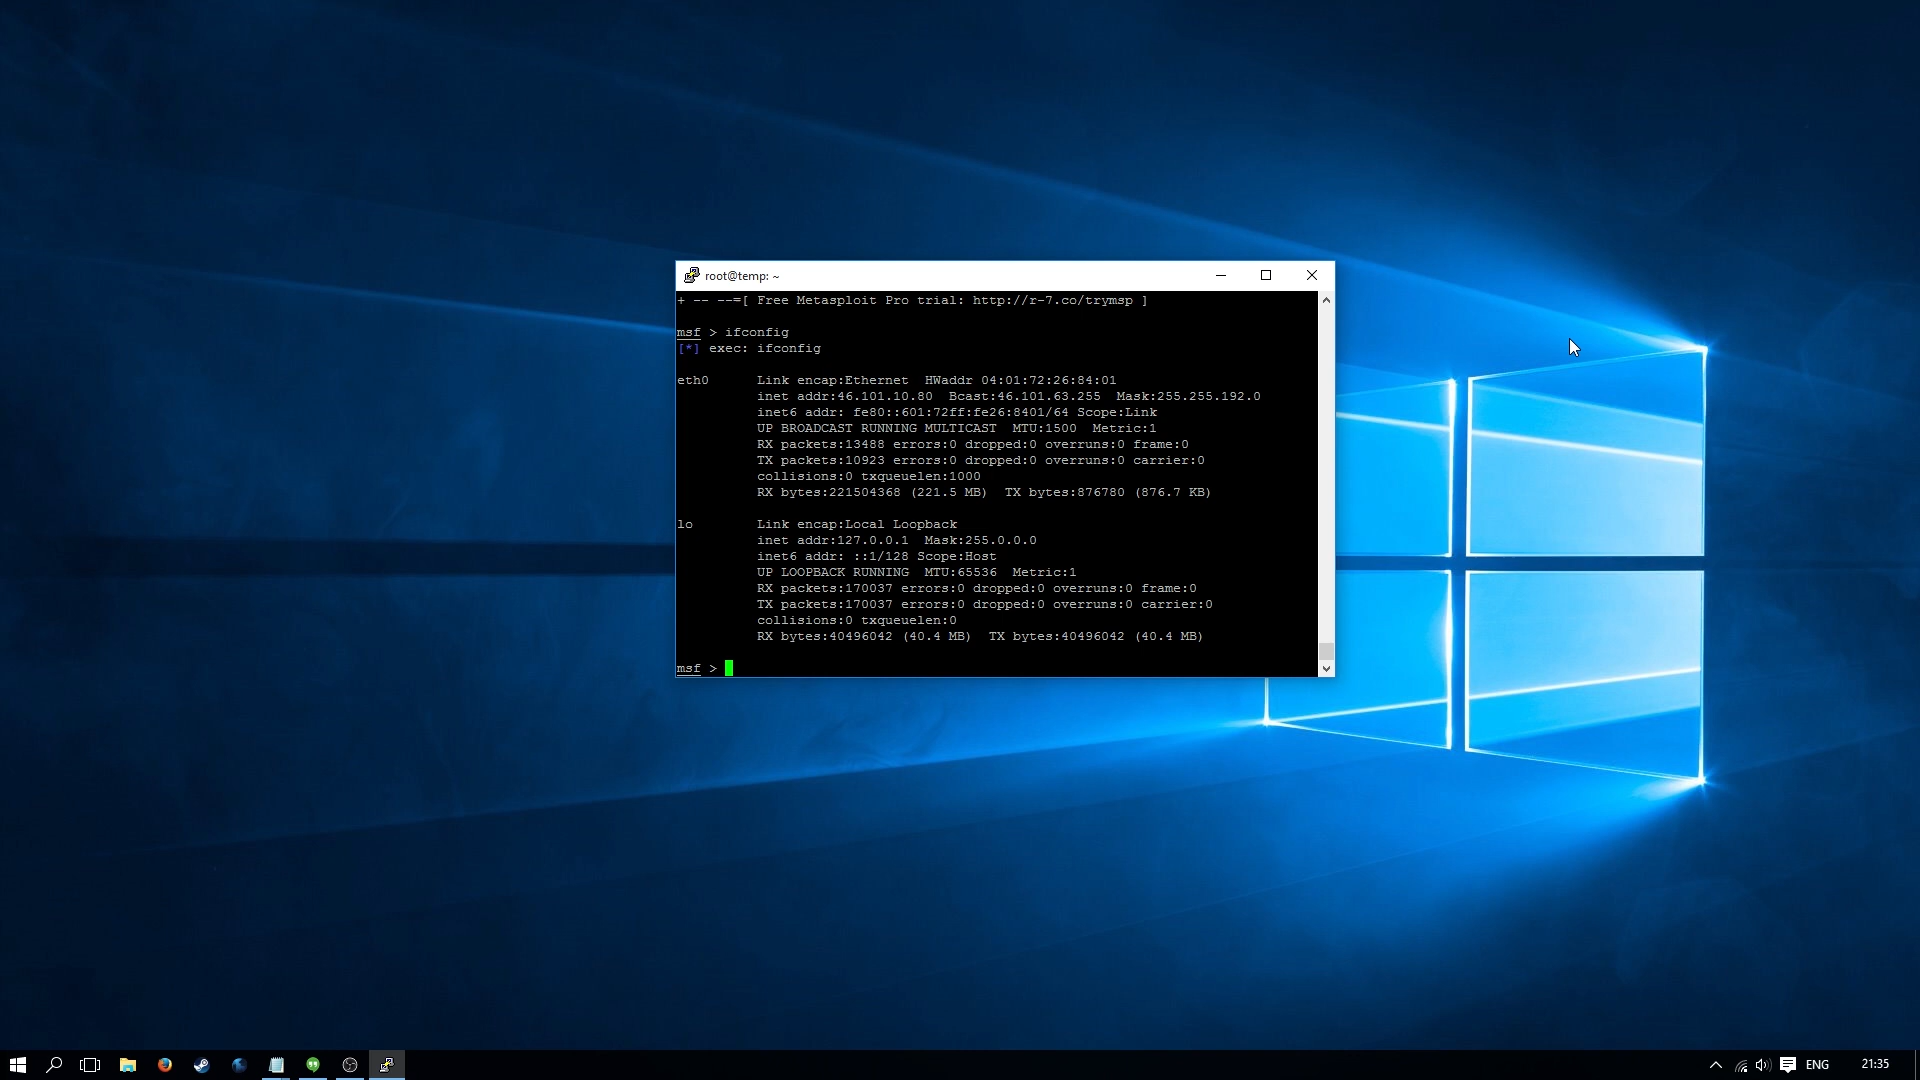 root@temp: ~
+ -- --=[ Free Metasploit Pro trial: http://r-7.co/trymsp ]
msf > ifconfig
[*] exec: ifconfig
eth0      Link encap:Ethernet  HWaddr 04:01:72:26:84:01
          inet addr:46.101.10.80  Bcast:46.101.63.255  Mask:255.255.192.0
          inet6 addr: fe80::601:72ff:fe26:8401/64 Scope:Link
          UP BROADCAST RUNNING MULTICAST  MTU:1500  Metric:1
          RX packets:13488 errors:0 dropped:0 overruns:0 frame:0
          TX packets:10923 errors:0 dropped:0 overruns:0 carrier:0
          collisions:0 txqueuelen:1000
          RX bytes:221504368 (221.5 MB)  TX bytes:876780 (876.7 KB)
lo        Link encap:Local Loopback
          inet addr:127.0.0.1  Mask:255.0.0.0
          inet6 addr: ::1/128 Scope:Host
          UP LOOPBACK RUNNING  MTU:65536  Metric:1
          RX packets:170037 errors:0 dropped:0 overruns:0 frame:0
          TX packets:170037 errors:0 dropped:0 overruns:0 carrier:0
          collisions:0 txqueuelen:0
          RX bytes:40496042 (40.4 MB)  TX bytes:40496042 (40.4 MB)
msf >
ENG
21:35